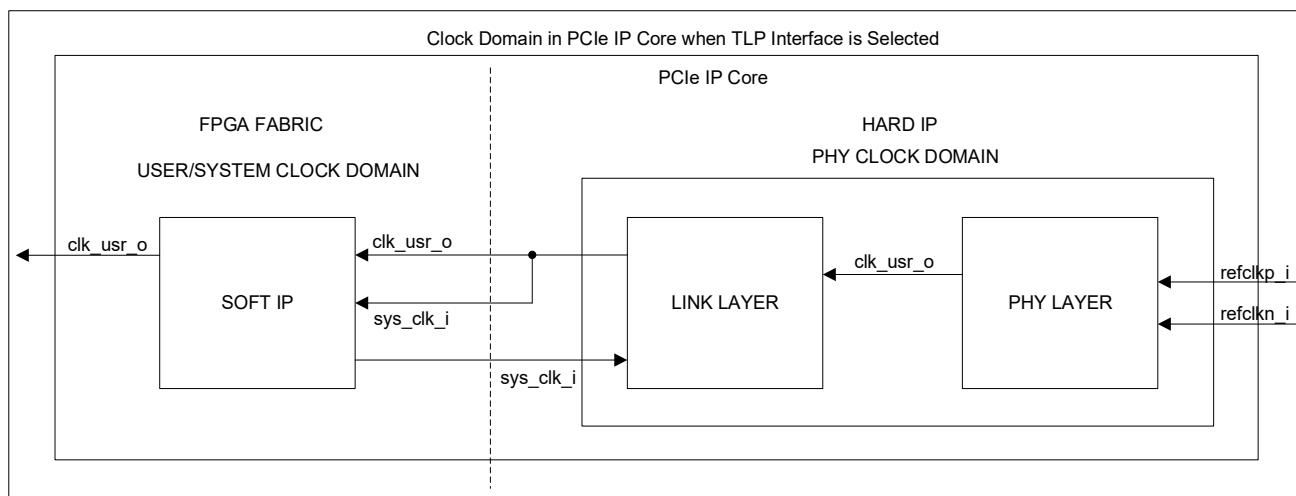 Clock Domain in PCIe IP Core when TLP Interface is Selected
PCIe IP Core
FPGA FABRIC
USER/SYSTEM CLOCK DOMAIN
HARD IP
PHY CLOCK DOMAIN
clk_usr_o
SOFT IP
clk_usr_o
sys_clk_i
sys_clk_i
LINK LAYER
clk_usr_o
PHY LAYER
refclkp_i
refclkn_i